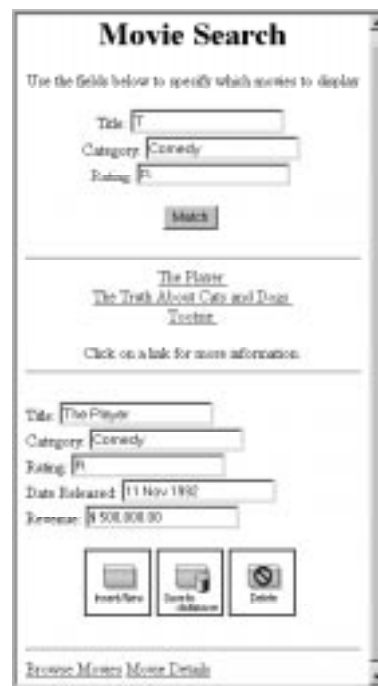 Movie Search
Use the fields below to specify which movies to display
Title: T
Category: Comedy
Rating: R
Match
The Player
The Truth About Cats and Dogs
Tootsie
Click on a link for more information.
Title: The Player
Category: Comedy
Rating: R
Date Released: 11 Nov 1992
Revenue: $ 500,000.00
Insert/New
Save to database
Delete
Browse Movies Movie Details